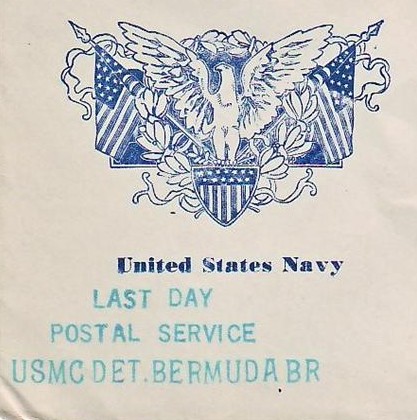 United States Navy
LAST DAY
POSTAL SERVICE
USMC DET. BERMUDA BR